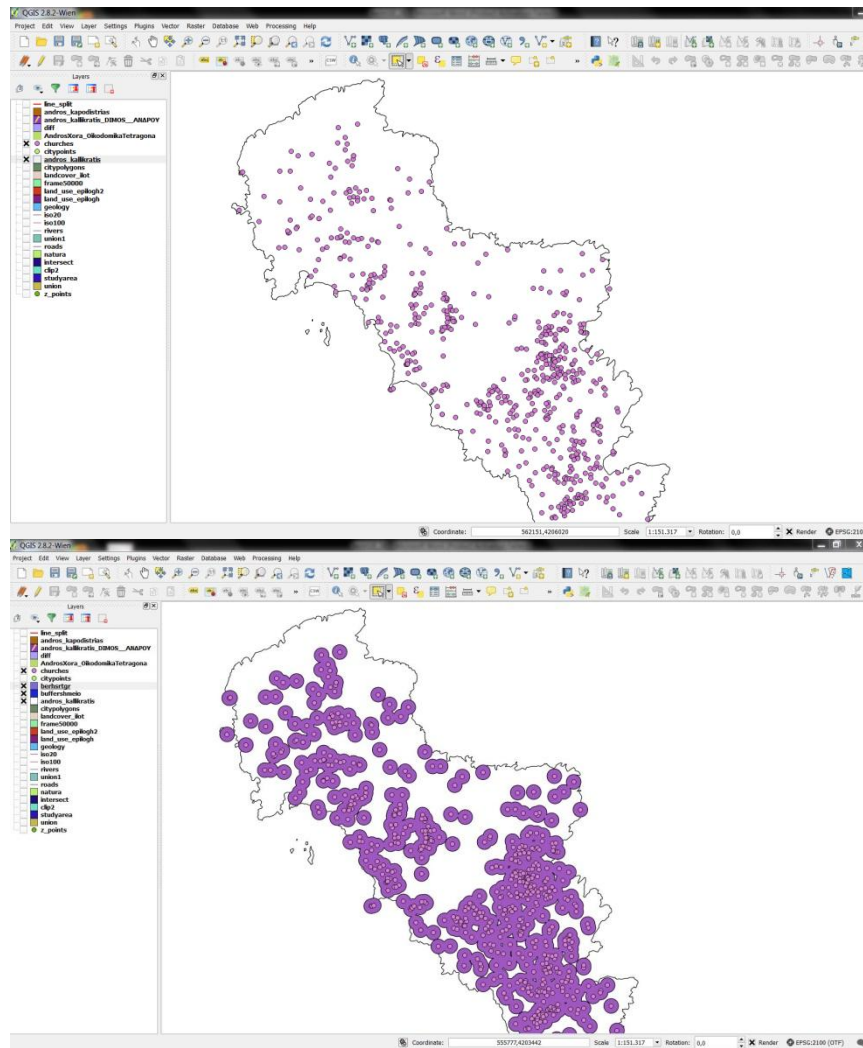 QGIS 2.8.2-Wien
Project Edit View Layer Settings Plugins Vector Raster Database Web Processing Help
Layers
line_split
andros_kapodistrias
andros_kallikratis_DIMOS__ΑΝΔΡΟΥ
diff
AndrosXora_OikodomikaTetragona
churches
citypoints
andros_kallikratis
citypolygons
landcover_ilot
frame50000
land_use_epilogh2
land_use_epilogh
geology
iso20
iso100
rivers
union1
roads
natura
intersect
clip2
studyarea
union
z_points
Coordinate: 562151,4206020 Scale 1:151.317 Rotation: 0,0 Render EPSG:2100
QGIS 2.8.2-Wien
Project Edit View Layer Settings Plugins Vector Raster Database Web Processing Help
Layers
line_split
andros_kapodistrias
andros_kallikratis_DIMOS__ΑΝΔΡΟΥ
diff
AndrosXora_OikodomikaTetragona
churches
citypoints
buffershmeio
andros_kallikratis
citypolygons
landcover_ilot
frame50000
land_use_epilogh2
land_use_epilogh
geology
iso20
iso100
rivers
union1
roads
natura
intersect
clip2
studyarea
union
z_points
Coordinate: 555777,4203442 Scale 1:151.317 Rotation: 0,0 Render EPSG:2100 (OTF)